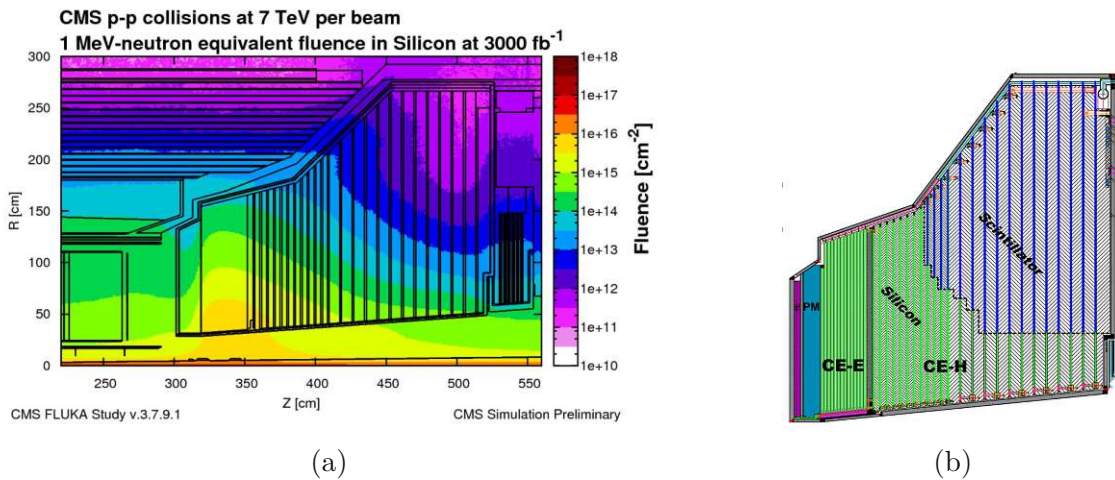 CMS p-p collisions at 7 TeV per beam
1 MeV-neutron equivalent fluence in Silicon at 3000 fb⁻¹
300
250
200
150
100
50
0
R [cm]
250
300
350
400
450
500
550
Z [cm]
1e+18
1e+17
1e+16
1e+15
1e+14
1e+13
1e+12
1e+11
1e+10
Fluence [cm⁻²]
CMS FLUKA Study v.3.7.9.1
CMS Simulation Preliminary
(a)
Scintillator
Silicon
PM
CE-E
CE-H
(b)